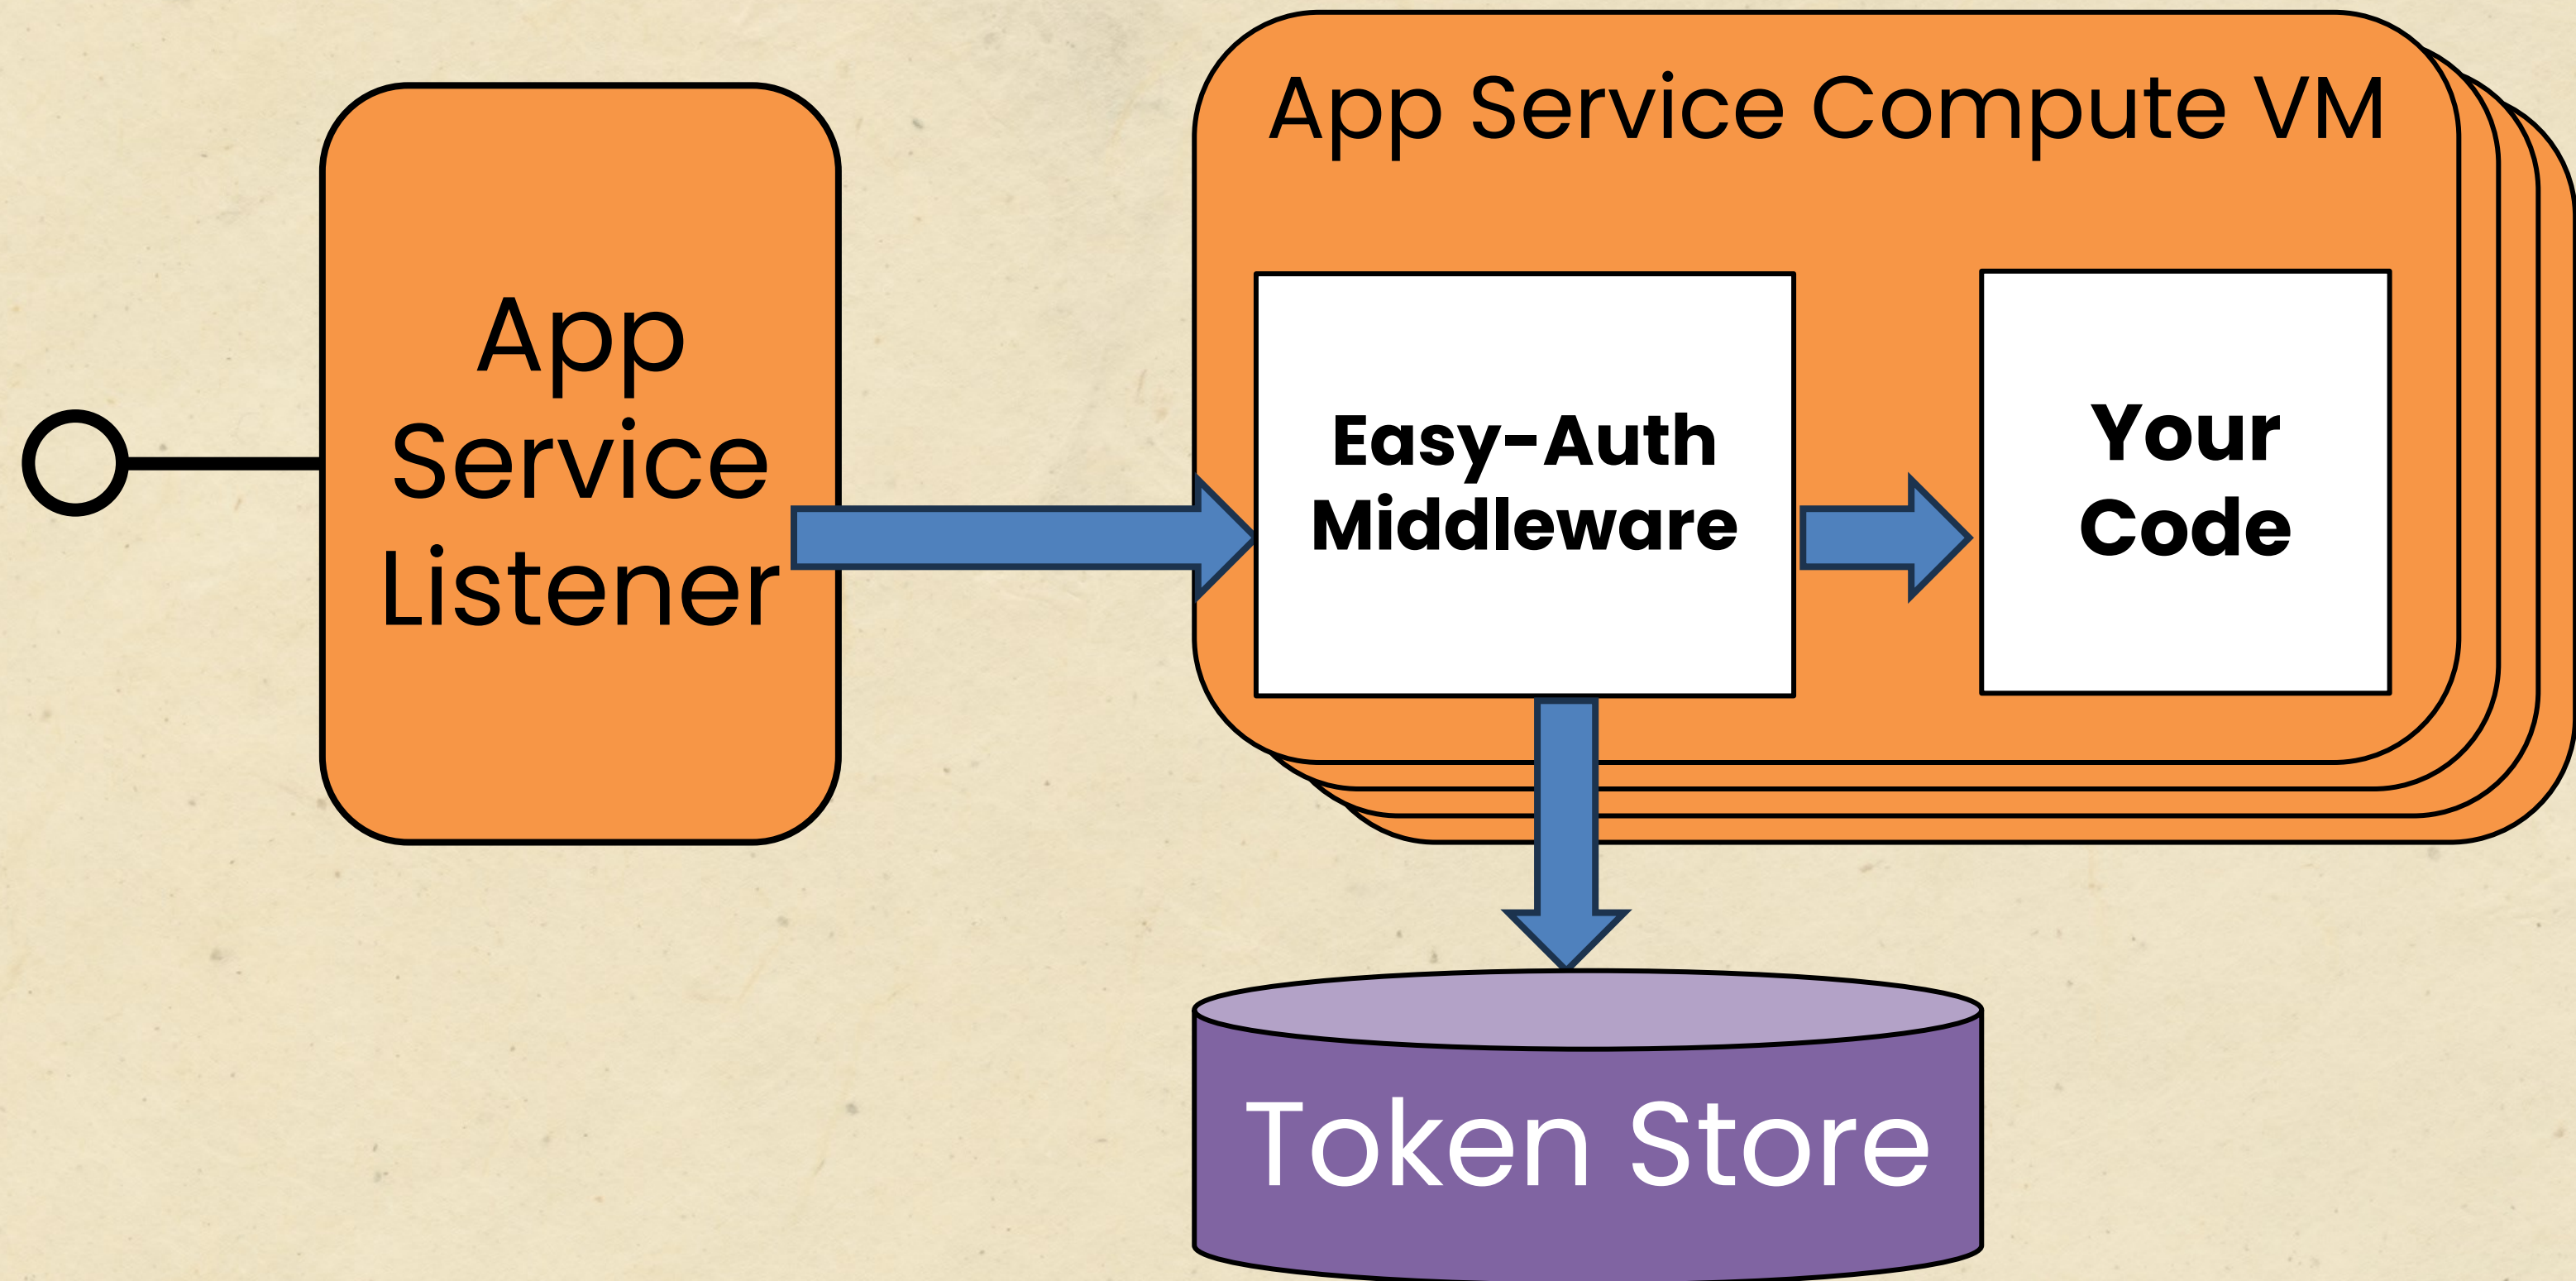 App
Service
Listener
App Service Compute VM
Easy-Auth
Middleware
Your
Code
Token Store